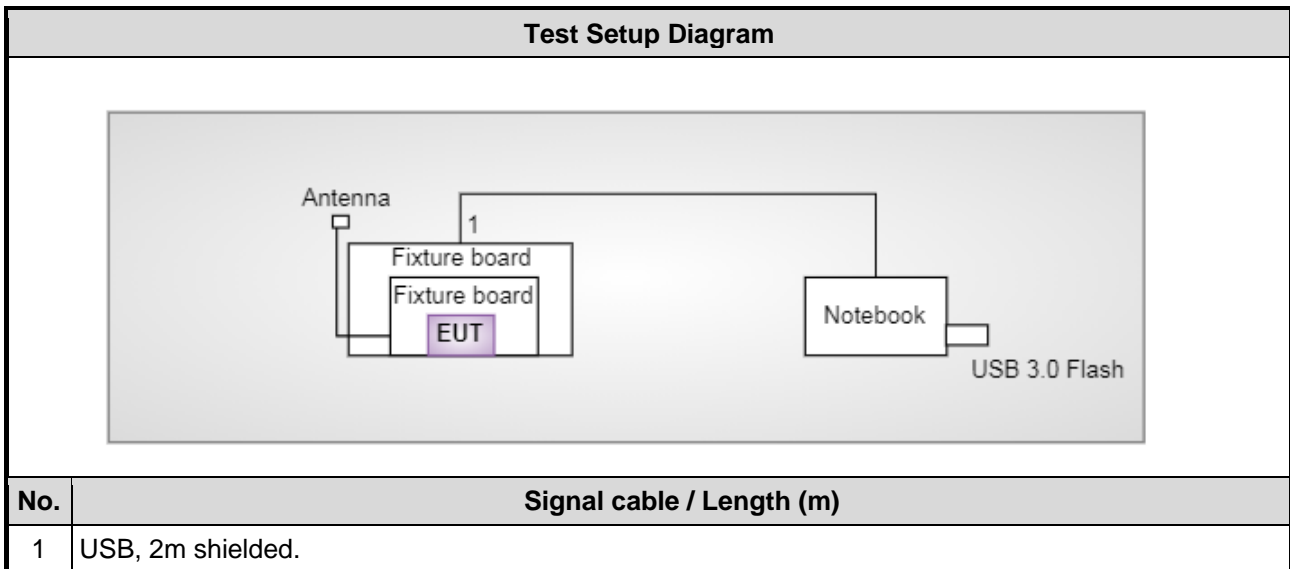 Test Setup Diagram
Antenna
1
Fixture board
Fixture board
EUT
Notebook
USB 3.0 Flash
No. Signal cable / Length (m)
1 USB, 2m shielded.